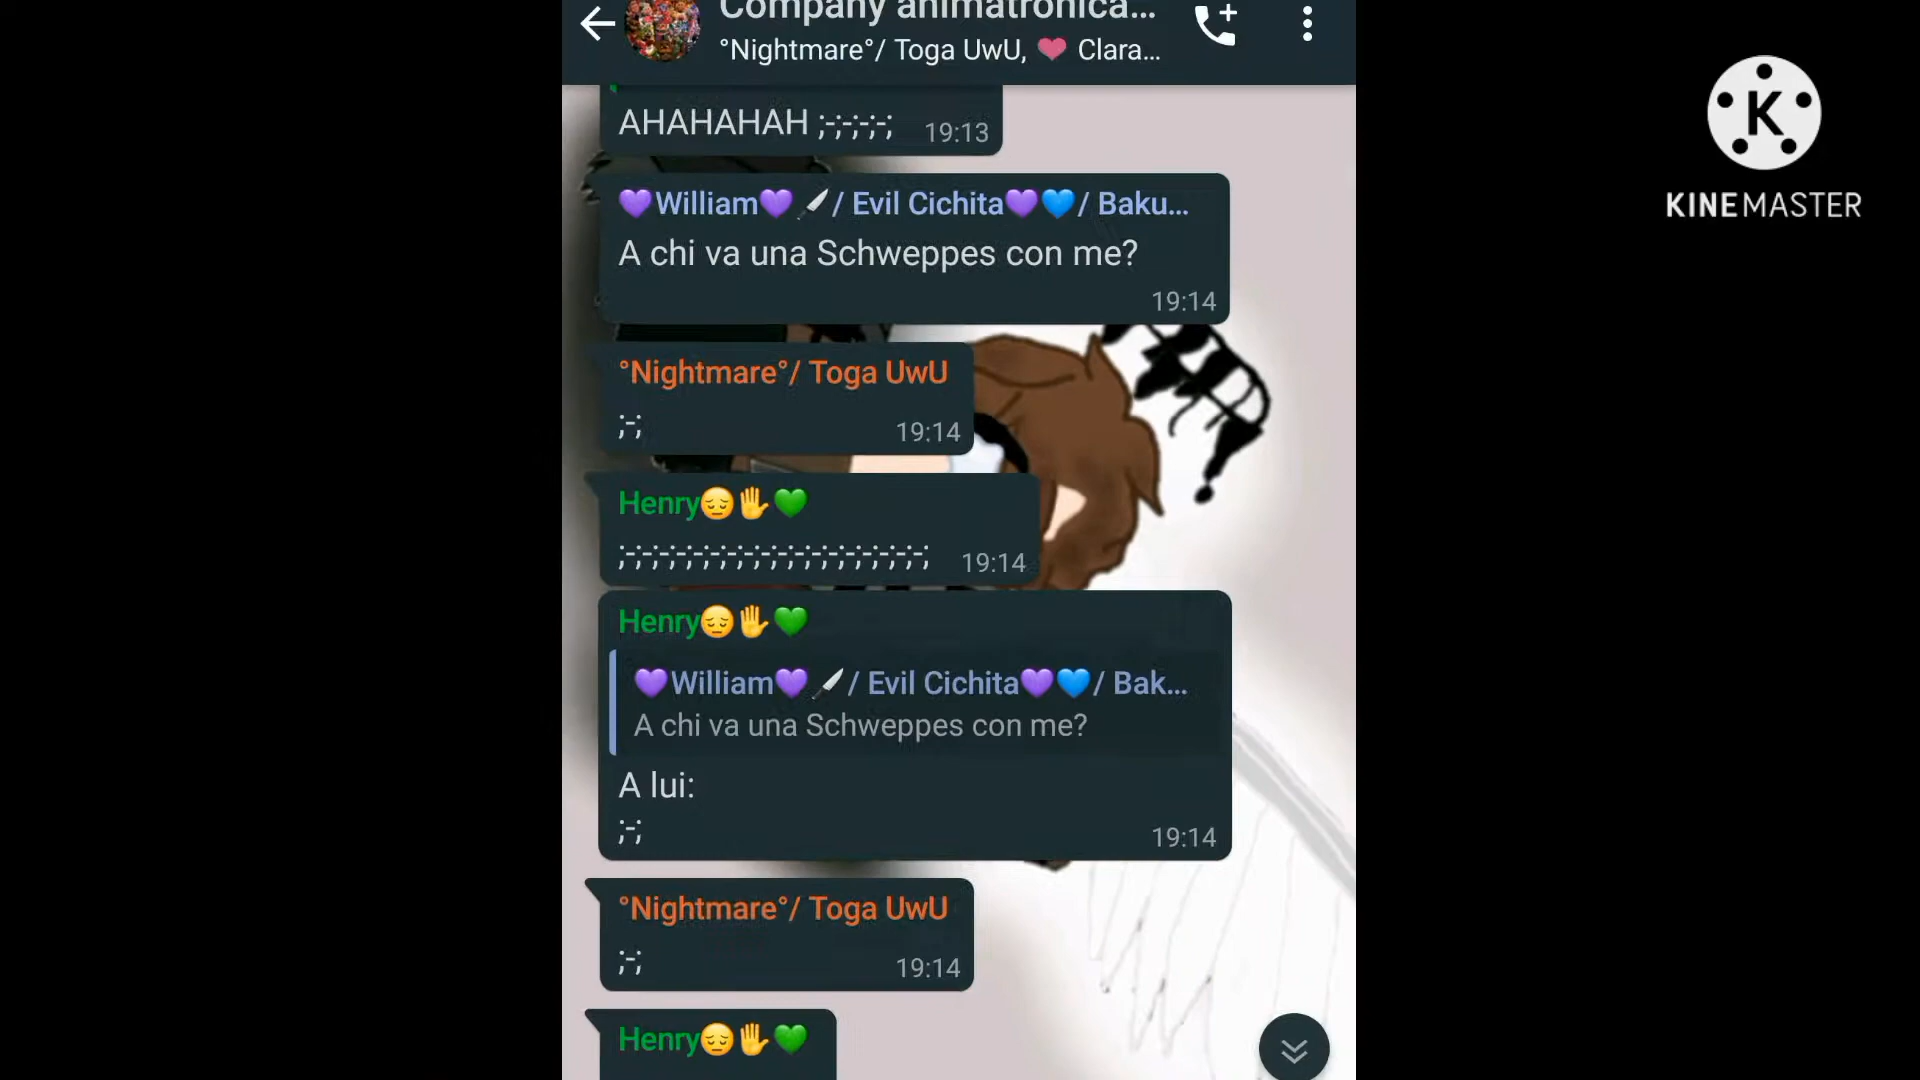 Company animatronica...
°Nightmare°/ Toga UwU, ❤ Clara...
AHAHAHAH ;-;-;-;-; 19:13
💜William💜🔪/ Evil Cichita💜💙/ Baku...
A chi va una Schweppes con me?
19:14
°Nightmare°/ Toga UwU
;-; 19:14
Henry😔✋💚
;-;-;-;-;-;-;-;-;-;-;-;-;-;-;-;-;-;-; 19:14
Henry😔✋💚
💜William💜🔪/ Evil Cichita💜💙/ Bak...
A chi va una Schweppes con me?
A lui:
;-; 19:14
°Nightmare°/ Toga UwU
;-; 19:14
Henry😔✋💚
K
KINEMASTER